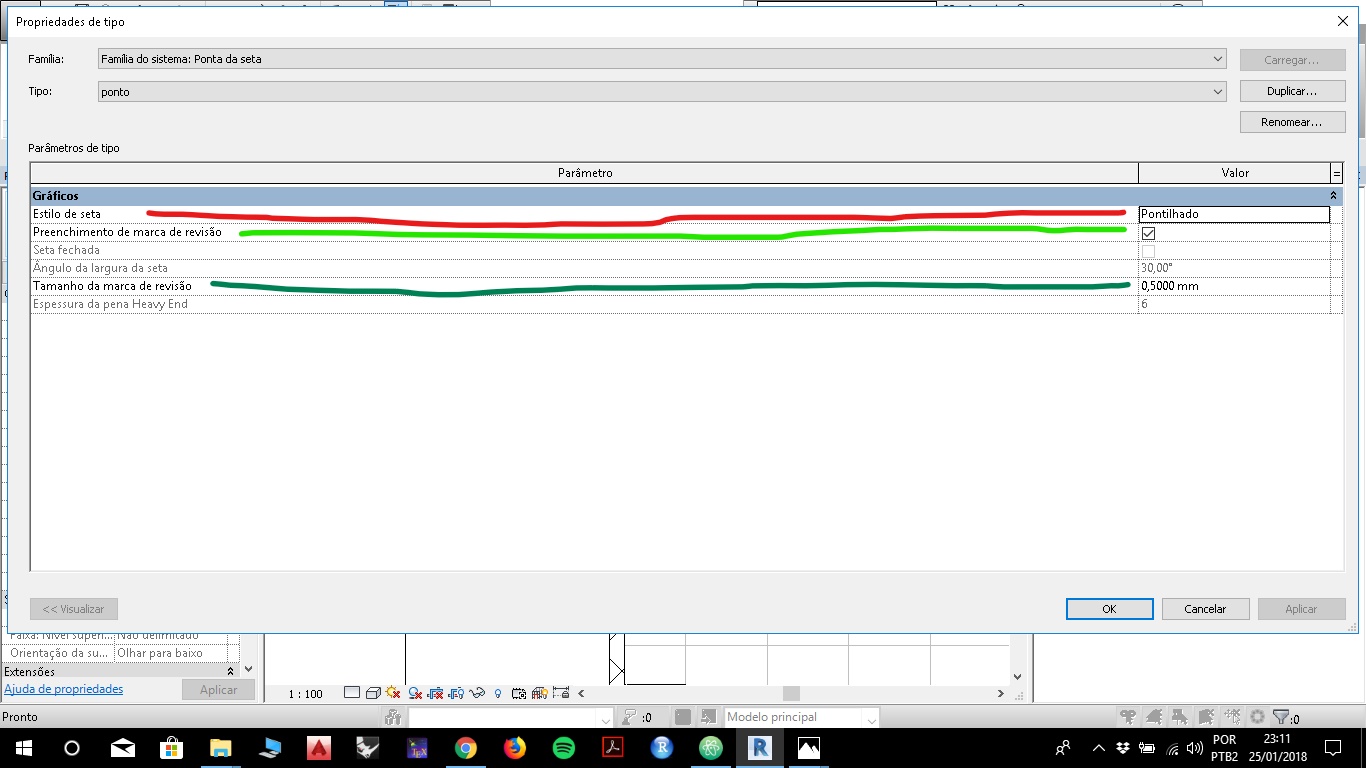 Propriedades de tipo
Família: Família do sistema: Ponta da seta Carregar...
Tipo: ponto Duplicar...
Renomear...
Parâmetros de tipo
Parâmetro Valor =
Gráficos
Estilo de seta Pontilhado
Preenchimento de marca de revisão
Seta fechada
Ângulo da largura da seta 30,00°
Tamanho da marca de revisão 0,5000 mm
Espessura da pena Heavy End 6
<< Visualizar OK Cancelar Aplicar
Faixa: Nível superi... Não delimitado
Orientação da su... Olhar para baixo
Extensões
Ajuda de propriedades Aplicar 1 : 100
Pronto :0 Modelo principal :0
POR 23:11
PTB2 25/01/2018